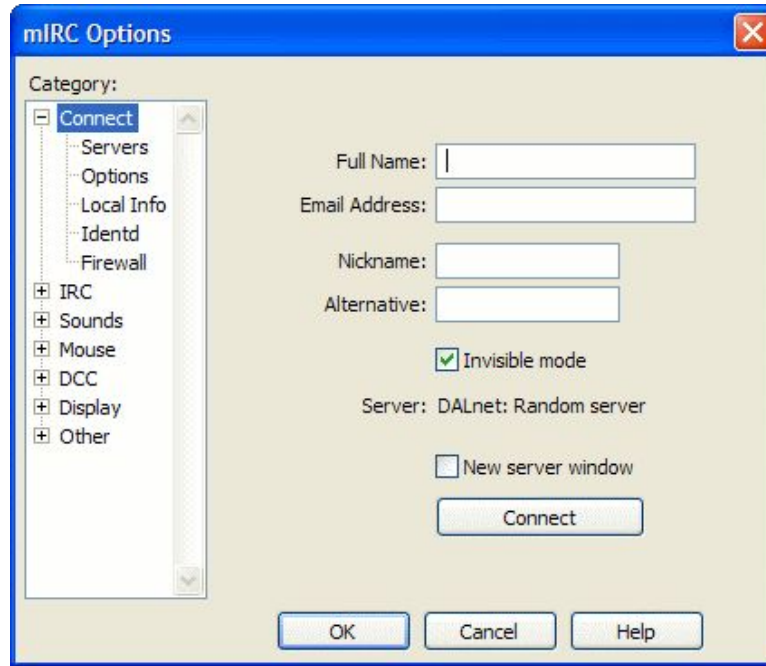 mIRC Options
Category:
Connect
Servers
Options
Local Info
Identd
Firewall
IRC
Sounds
Mouse
DCC
Display
Other
Full Name:
Email Address:
Nickname:
Alternative:
Invisible mode
Server: DALnet: Random server
New server window
Connect
OK Cancel Help